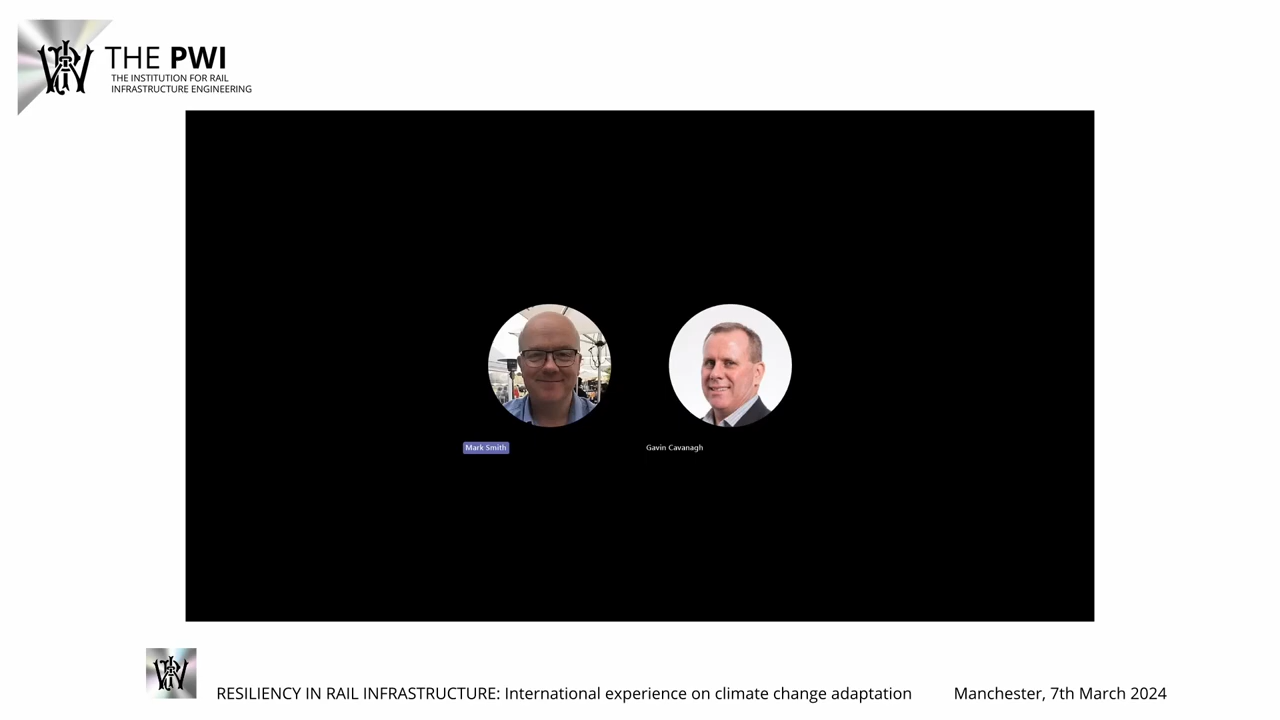 THE PWI
THE INSTITUTION FOR RAIL
INFRASTRUCTURE ENGINEERING
Mark Smith
Gavin Cavanagh
RESILIENCY IN RAIL INFRASTRUCTURE: International experience on climate change adaptation
Manchester, 7th March 2024